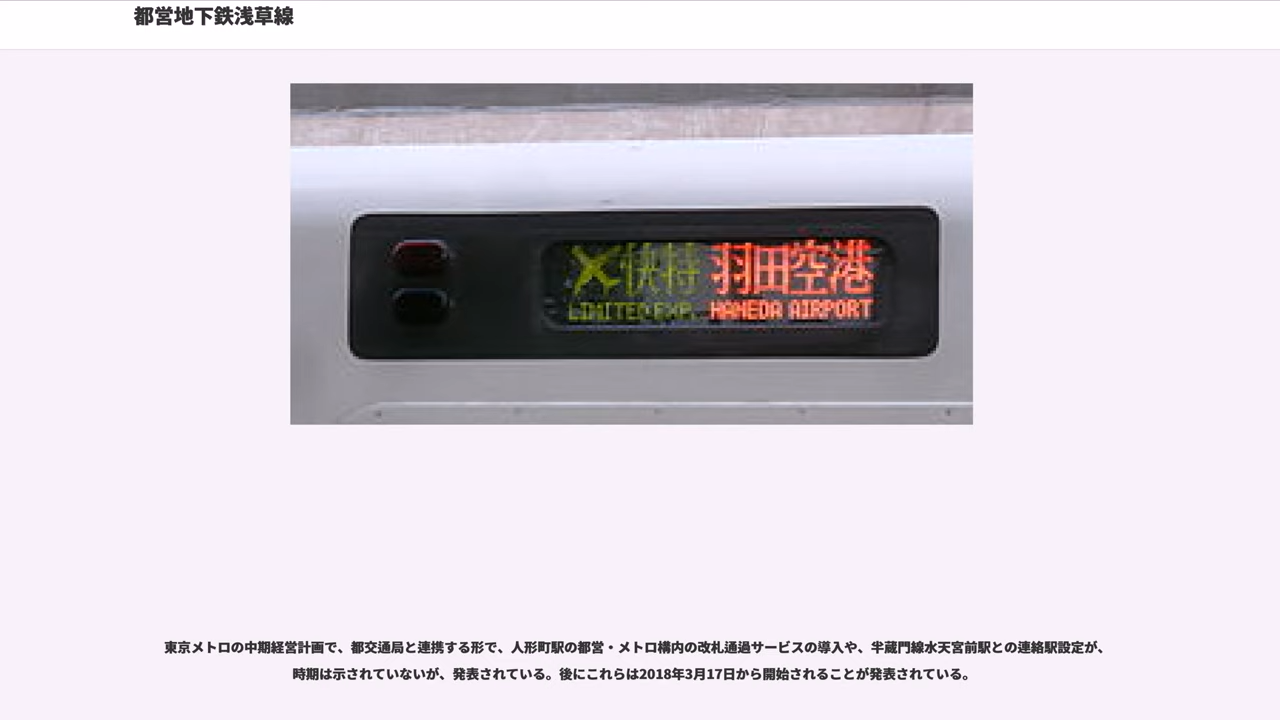 都営地下鉄浅草線
快特 羽田空港
LIMITED EXP. HANEDA AIRPORT
東京メトロの中期経営計画で、都交通局と連携する形で、人形町駅の都営・メトロ構内の改札通過サービスの導入や、半蔵門線水天宮前駅との連絡駅設定が、
時期は示されていないが、発表されている。後にこれらは2018年3月17日から開始されることが発表されている。